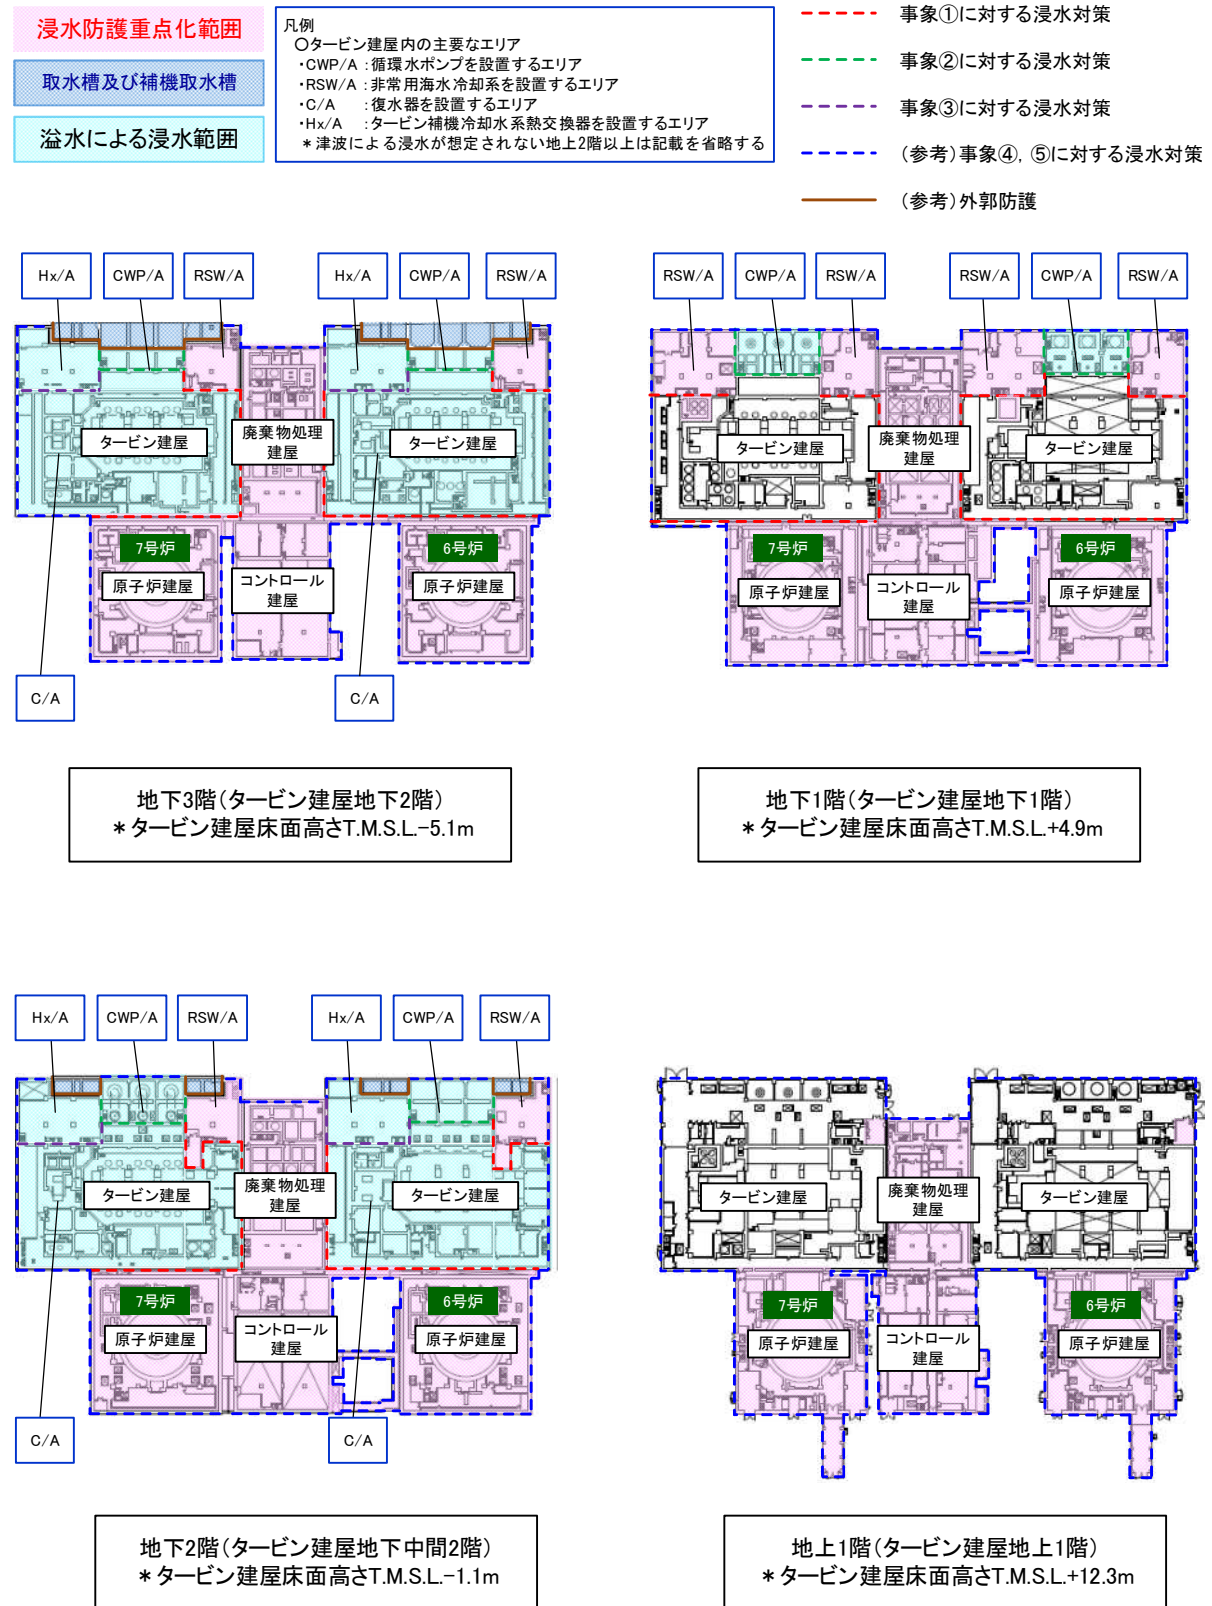 浸水防護重点化範囲
取水槽及び補機取水槽
溢水による浸水範囲
凡例
○タービン建屋内の主要なエリア
・CWP/A：循環水ポンプを設置するエリア
・RSW/A：非常用海水冷却系を設置するエリア
・C/A　：復水器を設置するエリア
・Hx/A　：タービン補機冷却水系熱交換器を設置するエリア
＊津波による浸水が想定されない地上2階以上は記載を省略する
事象①に対する浸水対策
事象②に対する浸水対策
事象③に対する浸水対策
(参考)事象④，⑤に対する浸水対策
(参考)外郭防護
Hx/A CWP/A RSW/A Hx/A CWP/A RSW/A
タービン建屋 廃棄物処理 タービン建屋
建屋
7号炉 6号炉
原子炉建屋 コントロール 原子炉建屋
建屋
C/A C/A
地下3階(タービン建屋地下2階)
＊タービン建屋床面高さT.M.S.L.−5.1m
RSW/A CWP/A RSW/A RSW/A CWP/A RSW/A
タービン建屋 廃棄物処理 タービン建屋
建屋
7号炉 6号炉
原子炉建屋 コントロール 原子炉建屋
建屋
地下1階(タービン建屋地下1階)
＊タービン建屋床面高さT.M.S.L.+4.9m
Hx/A CWP/A RSW/A Hx/A CWP/A RSW/A
タービン建屋 廃棄物処理 タービン建屋
建屋
7号炉 6号炉
原子炉建屋 コントロール 原子炉建屋
建屋
C/A C/A
地下2階(タービン建屋地下中間2階)
＊タービン建屋床面高さT.M.S.L.−1.1m
タービン建屋 廃棄物処理 タービン建屋
建屋
7号炉 6号炉
原子炉建屋 コントロール 原子炉建屋
建屋
地上1階(タービン建屋地上1階)
＊タービン建屋床面高さT.M.S.L.+12.3m